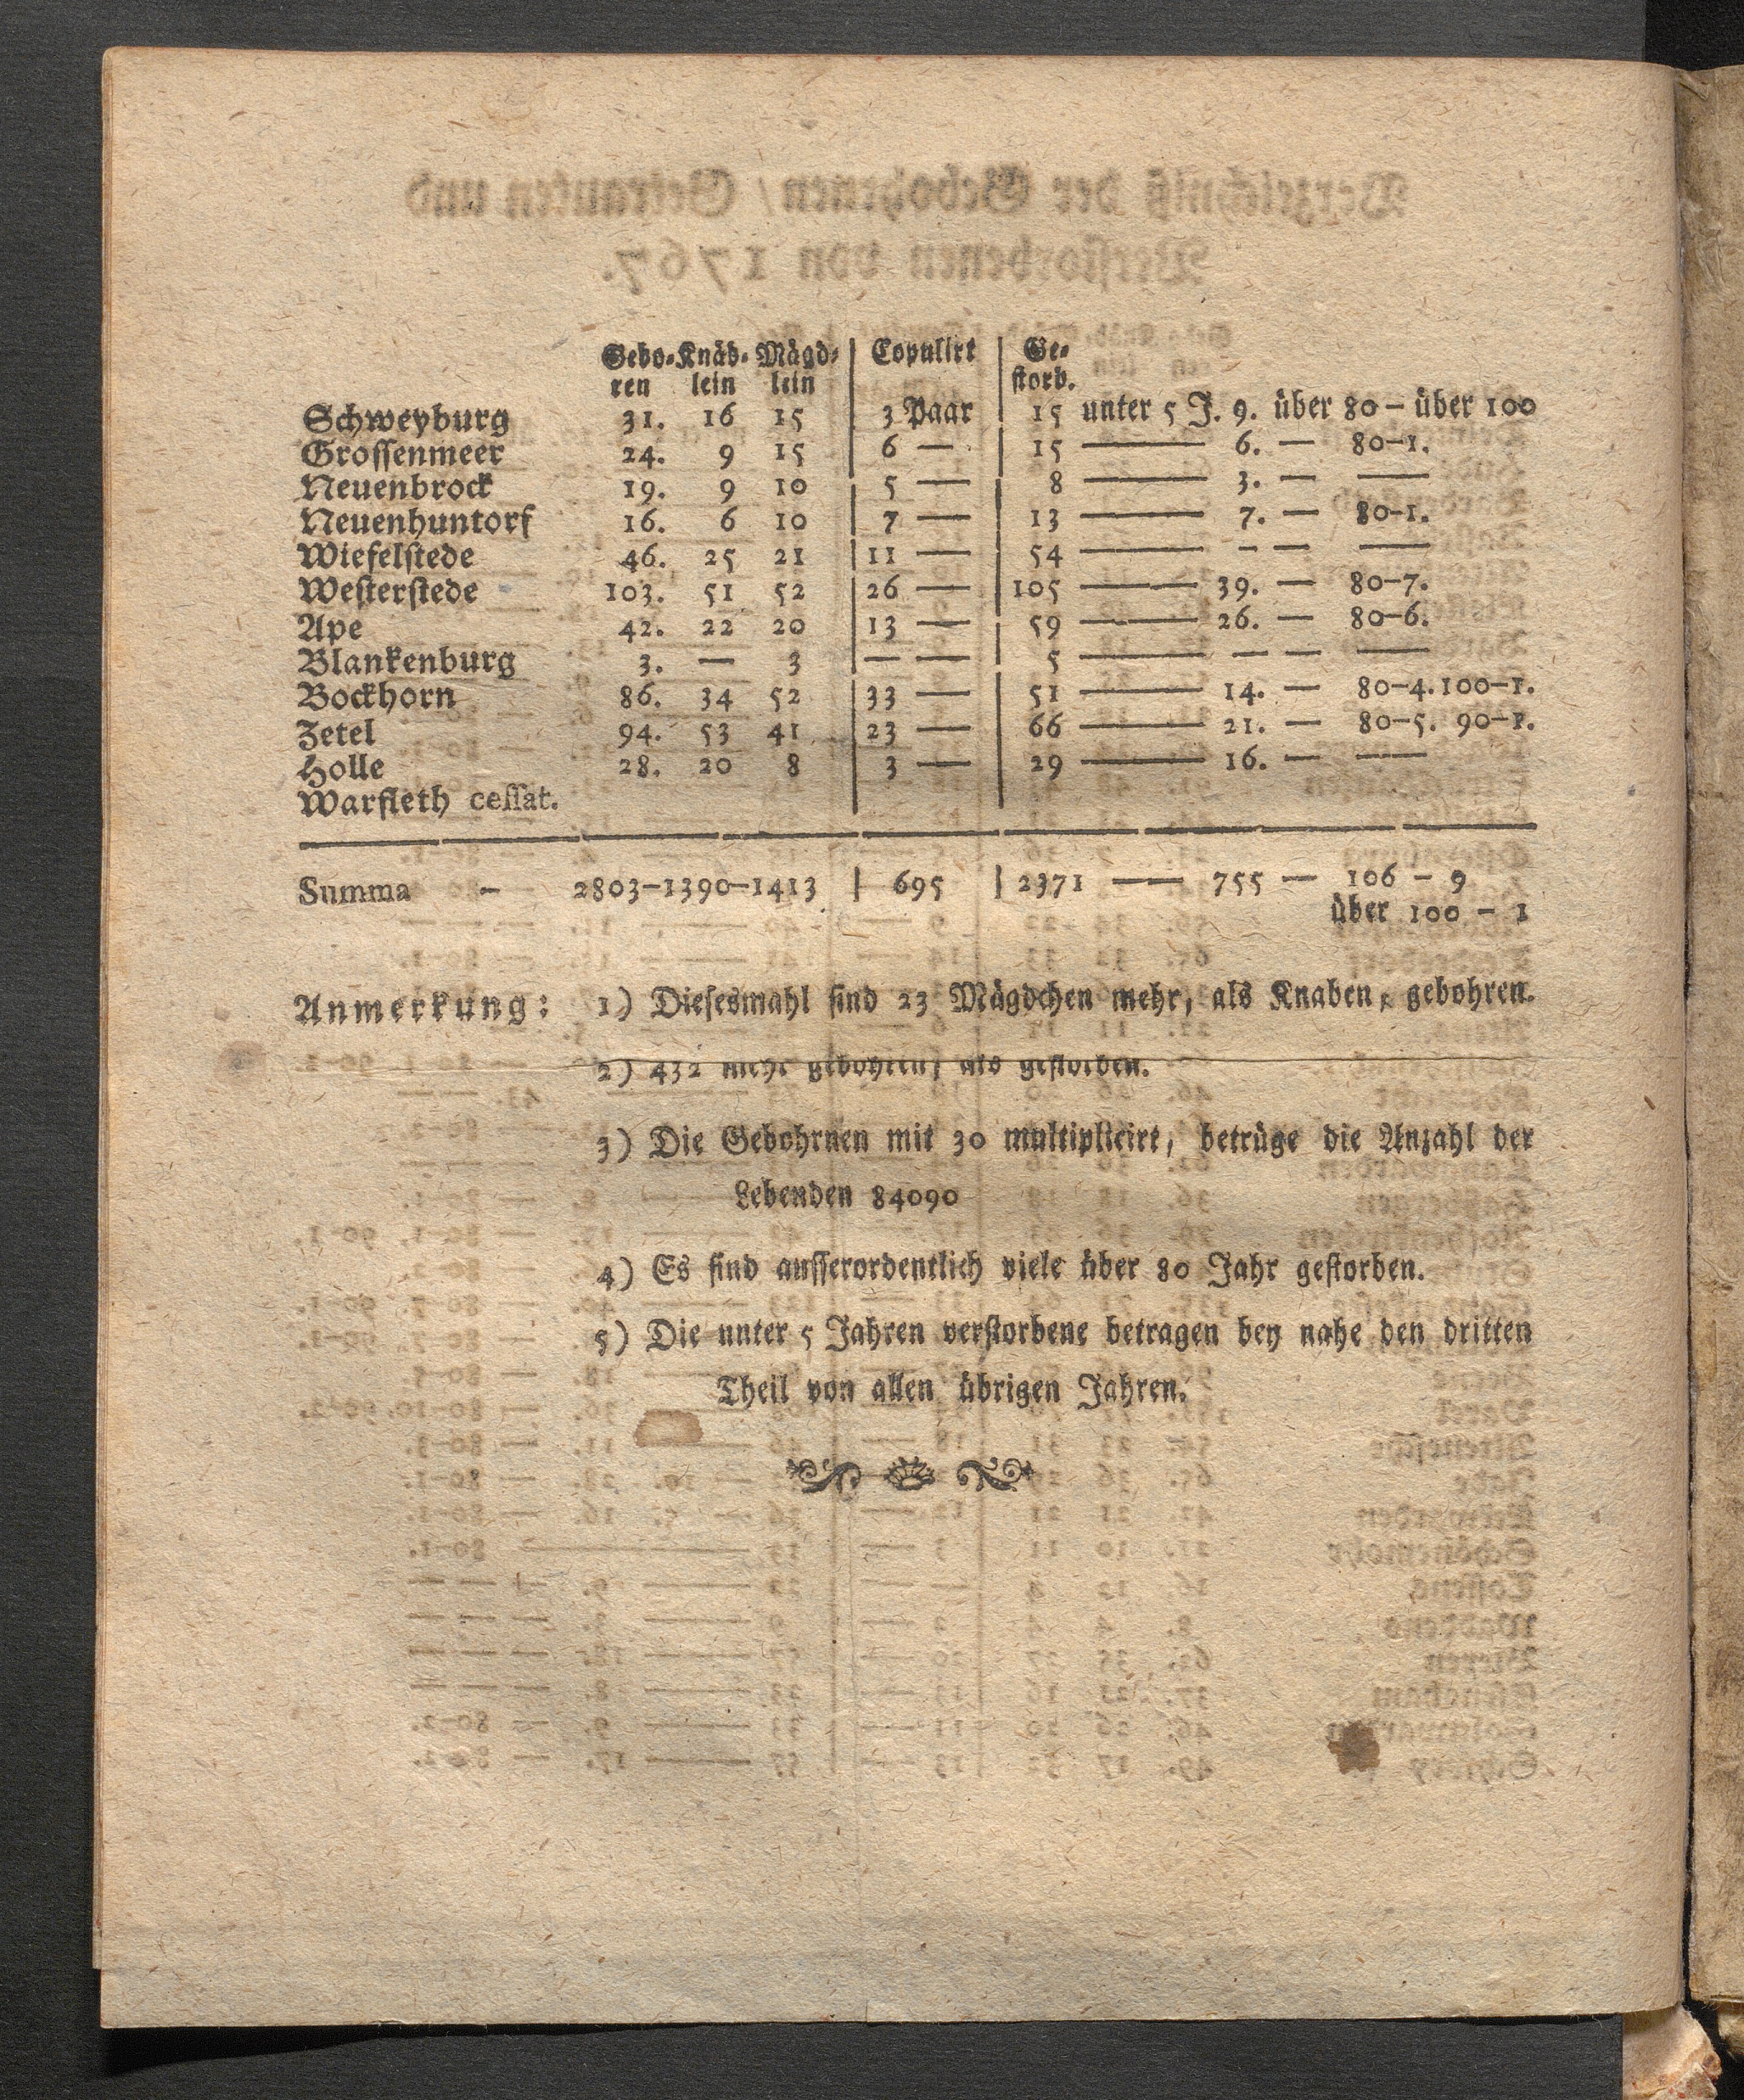 Gebo- Knäb- Mägd- | Copulirt | Ge-
ren lein lein storb.
Schweyburg 31. 16 15 | 3 Paar | 15 unter 5 J. 9. über 80 — über 100
Grossenmeer 24. 9 15 | 6 — | 15 — 6. — 80-1.
Neuenbrock 19. 9 10 | 5 — | 8 — 3. — —
Neuenhuntorf 16. 6 10 | 7 — | 13 — 7. — 80-1.
Wiefelstede 46. 25 21 | 11 — | 54 — — — —
Westerstede 103. 51 52 | 26 — | 105 — 39. — 80-7.
Ape 42. 22 20 | 13 — | 59 — 26. — 80-6.
Blankenburg 3. — 3 | — — | 5 — — — —
Bockhorn 86. 34 52 | 33 — | 51 — 14. — 80-4. 100-1.
Zetel 94. 53 41 | 23 — | 66 — 21. — 80-5. 90-1.
Holle 28. 20 8 | 3 — | 29 — 16. — —
Warfleth cessat.
Summa - 2803-1390-1413 | 695 | 2371 — 755 — 106 - 9
über 100 - 1
Anmerkung: 1) Diesesmahl sind 23 Mägdchen mehr, als Knaben, gebohren.
2) 432 mehr gebohren, als gestorben.
3) Die Gebohrnen mit 30 multiplicirt, betrüge die Anzahl der
Lebenden 84090
4) Es sind ausserordentlich viele über 80 Jahr gestorben.
5) Die unter 5 Jahren verstorbene betragen bey nahe den dritten
Theil von allen übrigen Jahren.